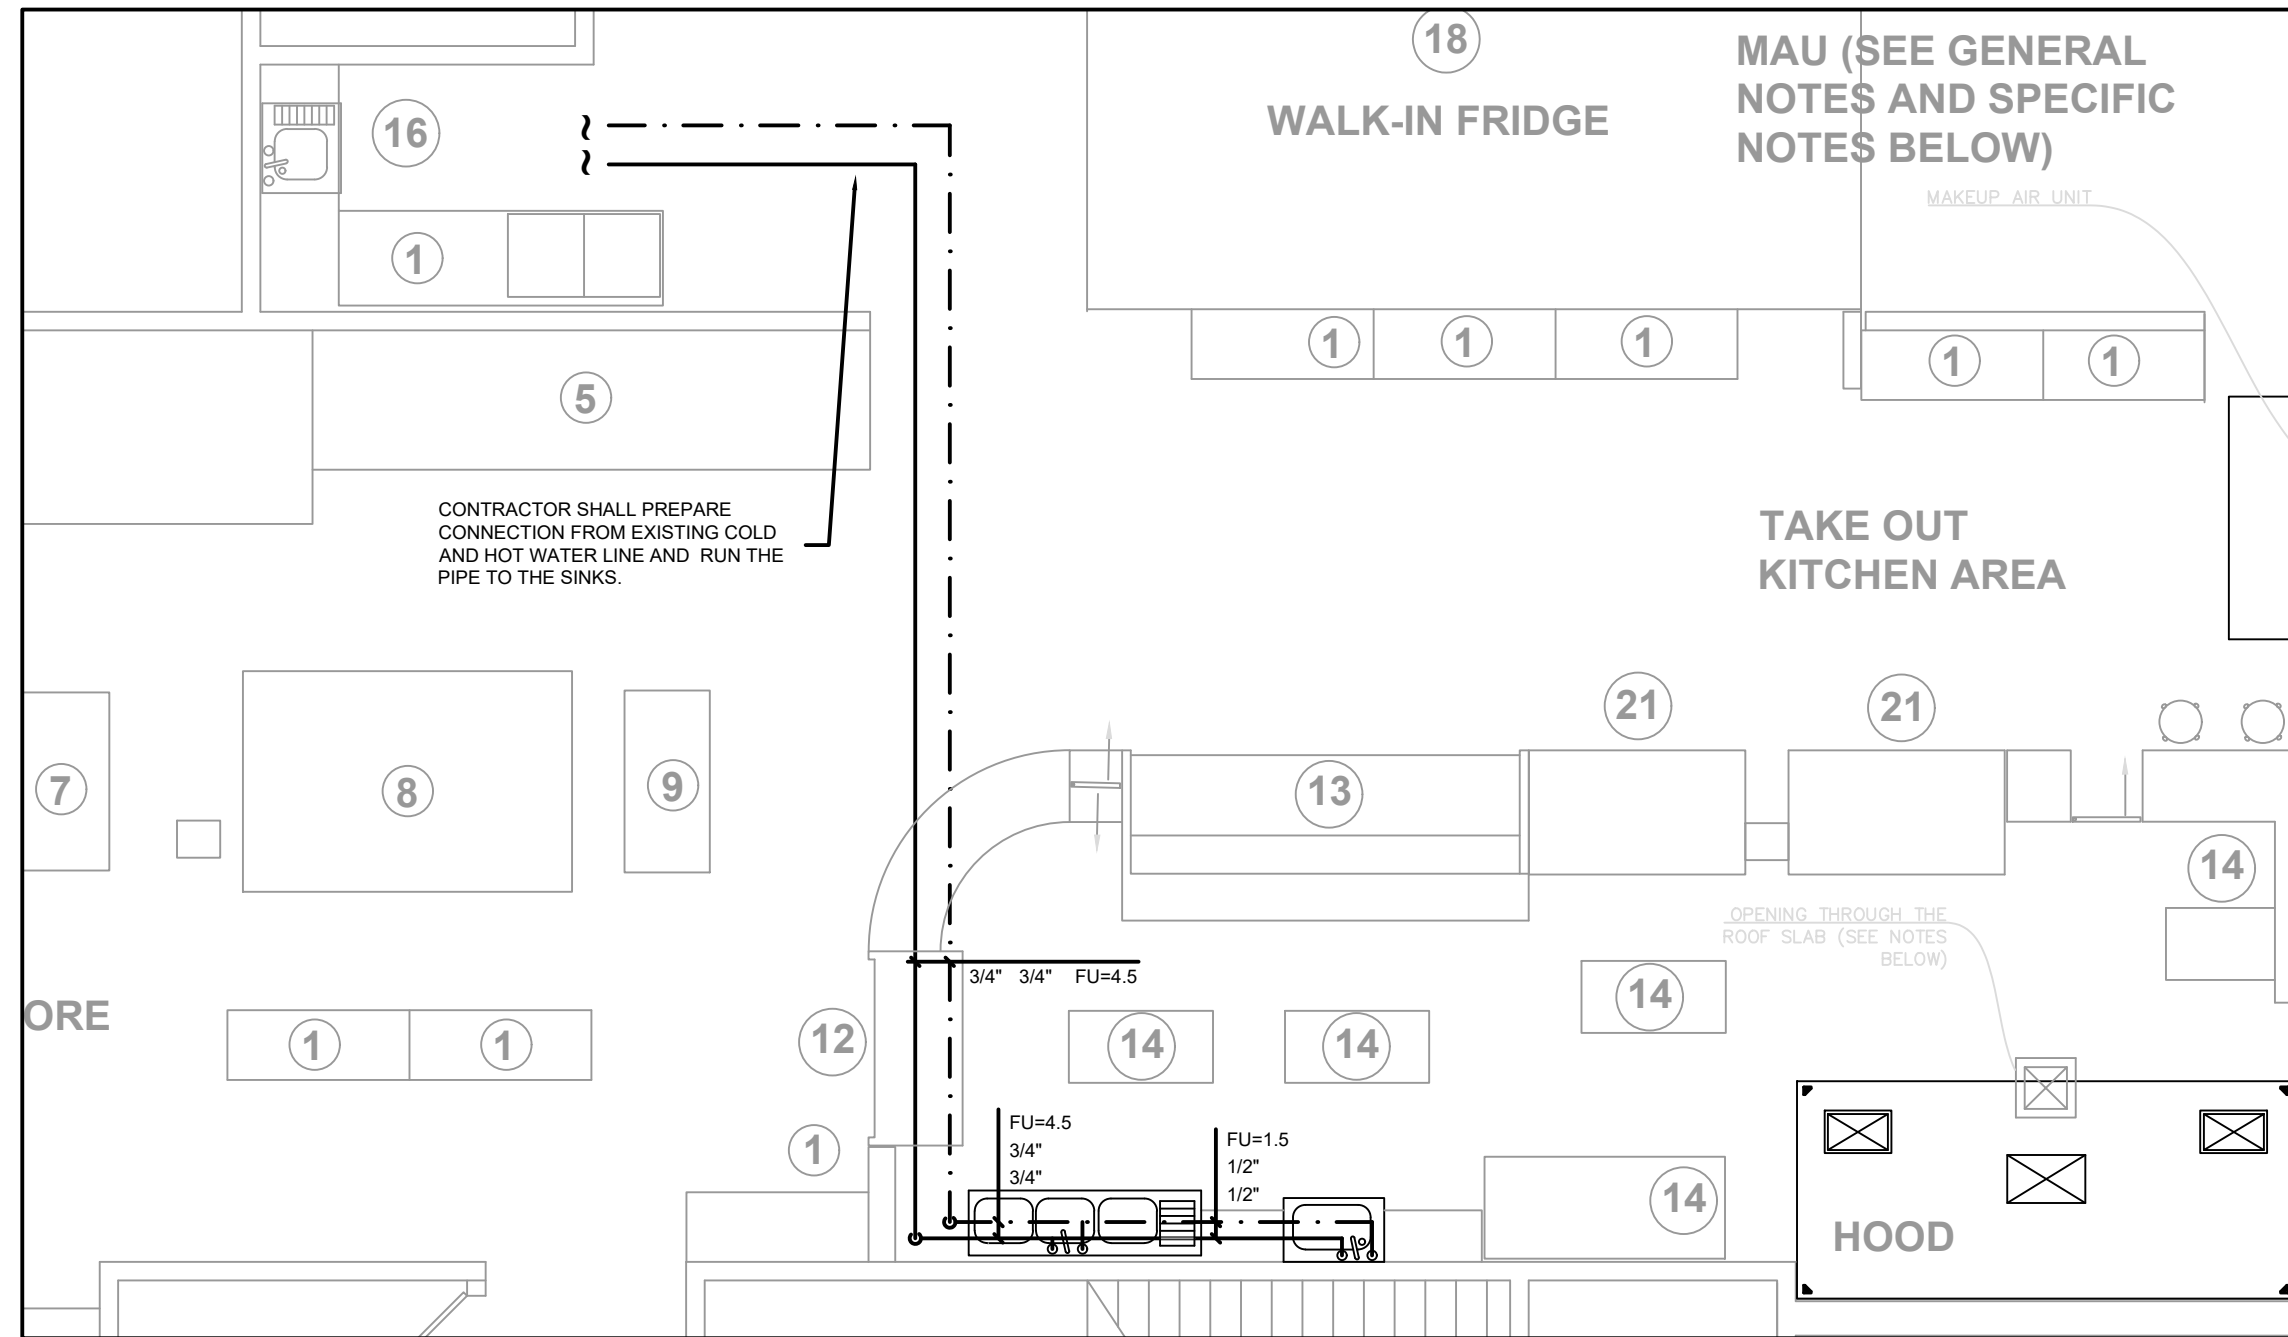 18
MAU (SEE GENERAL
NOTES AND SPECIFIC
NOTES BELOW)
WALK-IN FRIDGE
16
MAKEUP AIR UNIT
1
1
1
1
1
1
5
CONTRACTOR SHALL PREPARE
CONNECTION FROM EXISTING COLD
AND HOT WATER LINE AND RUN THE
PIPE TO THE SINKS.
TAKE OUT
KITCHEN AREA
21
21
7
8
9
13
14
OPENING THROUGH THE
ROOF SLAB (SEE NOTES
BELOW)
3/4" 3/4" FU=4.5
14
ORE
1
1
12
14
14
1
FU=4.5
3/4"
3/4"
FU=1.5
1/2"
1/2"
14
HOOD